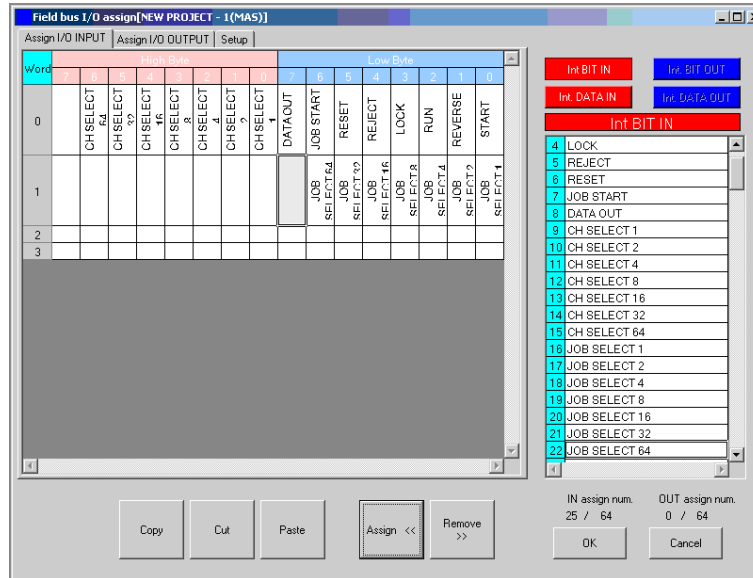 Field bus I/O assign[NEW PROJECT - 1(MAS)]
Assign I/O INPUT Assign I/O OUTPUT Setup
Word High Byte Low Byte
7 6 5 4 3 2 1 0 7 6 5 4 3 2 1 0
0 CH SELECT 64 CH SELECT 32 CH SELECT 16 CH SELECT 8 CH SELECT 4 CH SELECT 2 CH SELECT 1 DATA OUT JOB START RESET REJECT LOCK RUN REVERSE START
1 JOB SELECT 64 JOB SELECT 32 JOB SELECT 16 JOB SELECT 8 JOB SELECT 4 JOB SELECT 2 JOB SELECT 1
2
3
Int BIT IN Int. BIT OUT
Int. DATA IN Int. DATA OUT
Int BIT IN
4 LOCK
5 REJECT
6 RESET
7 JOB START
8 DATA OUT
9 CH SELECT 1
10 CH SELECT 2
11 CH SELECT 4
12 CH SELECT 8
13 CH SELECT 16
14 CH SELECT 32
15 CH SELECT 64
16 JOB SELECT 1
17 JOB SELECT 2
18 JOB SELECT 4
19 JOB SELECT 8
20 JOB SELECT 16
21 JOB SELECT 32
22 JOB SELECT 64
Copy Cut Paste Assign << Remove >>
IN assign num. OUT assign num.
25 / 64 0 / 64
OK Cancel